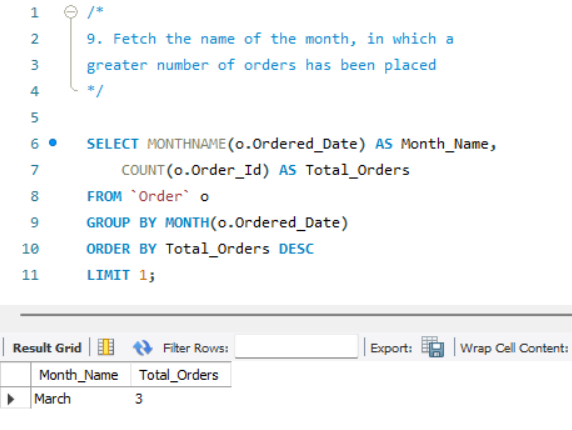 1 /*
2 9. Fetch the name of the month, in which a
3 greater number of orders has been placed
4 */
5
6 SELECT MONTHNAME(o.Ordered_Date) AS Month_Name,
7 COUNT(o.Order_Id) AS Total_Orders
8 FROM `Order` o
9 GROUP BY MONTH(o.Ordered_Date)
10 ORDER BY Total_Orders DESC
11 LIMIT 1;
Result Grid Filter Rows: Export: Wrap Cell Content:
Month_Name Total_Orders
March 3